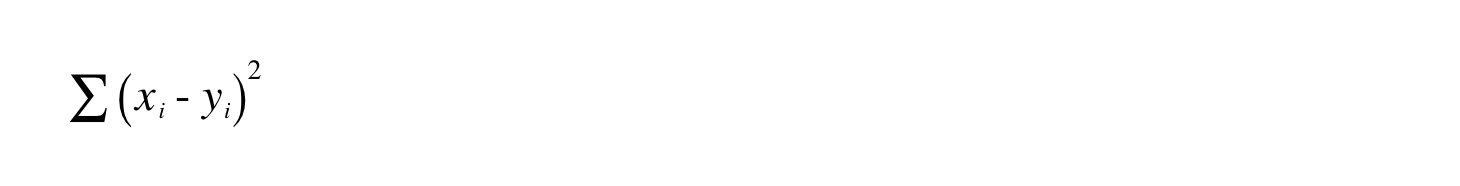 ∑(xᵢ - yᵢ)²